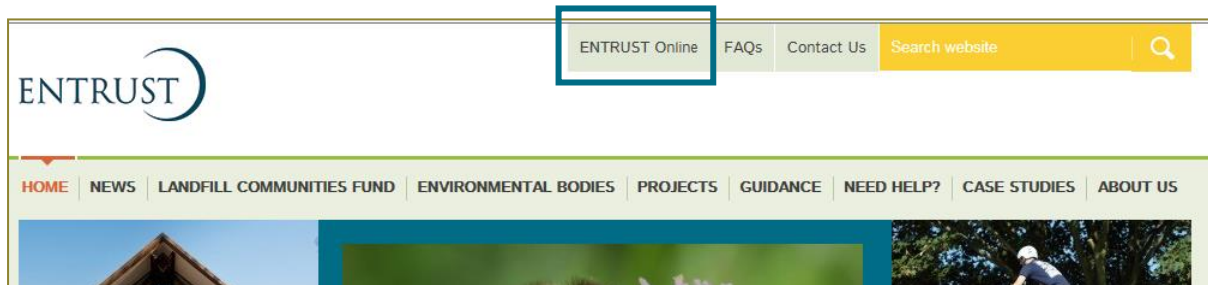 ENTRUST Online FAQs Contact Us Search website
ENTRUST
HOME NEWS LANDFILL COMMUNITIES FUND ENVIRONMENTAL BODIES PROJECTS GUIDANCE NEED HELP? CASE STUDIES ABOUT US